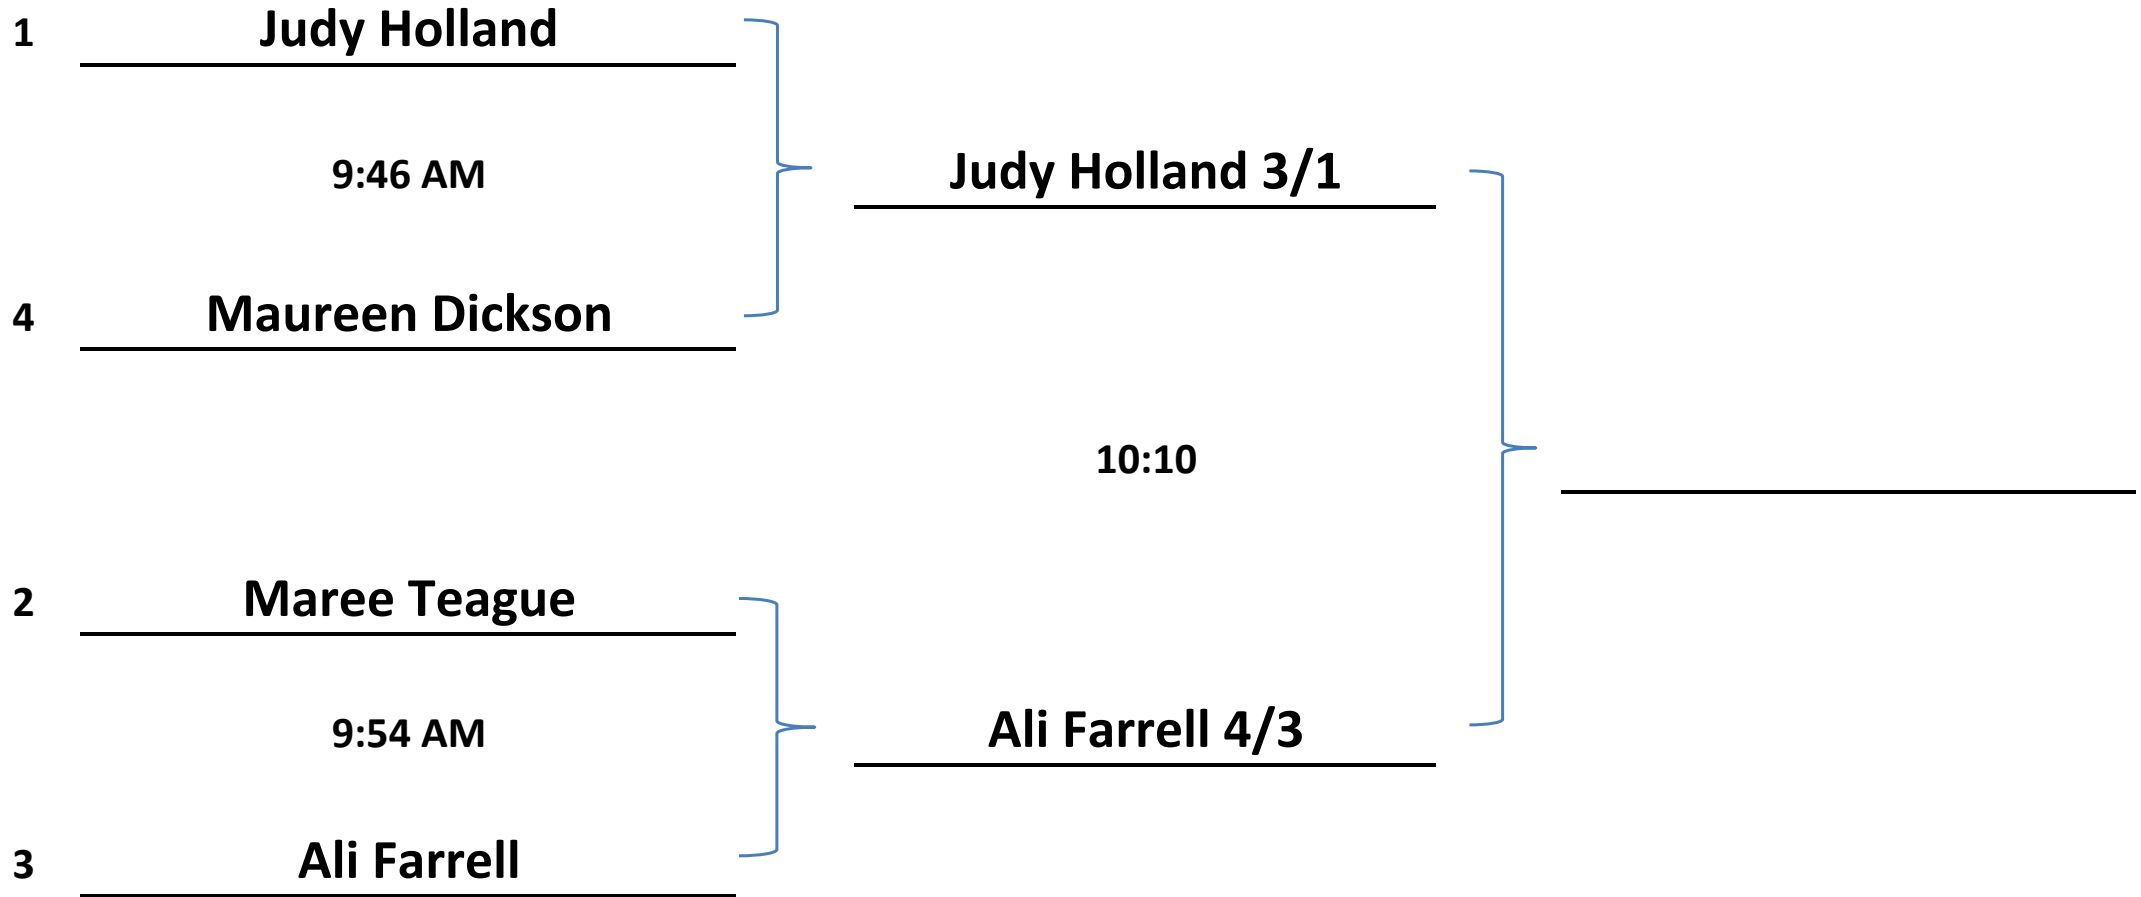 1 Judy Holland
9:46 AM
Judy Holland 3/1
4 Maureen Dickson
10:10
2 Maree Teague
9:54 AM
Ali Farrell 4/3
3 Ali Farrell